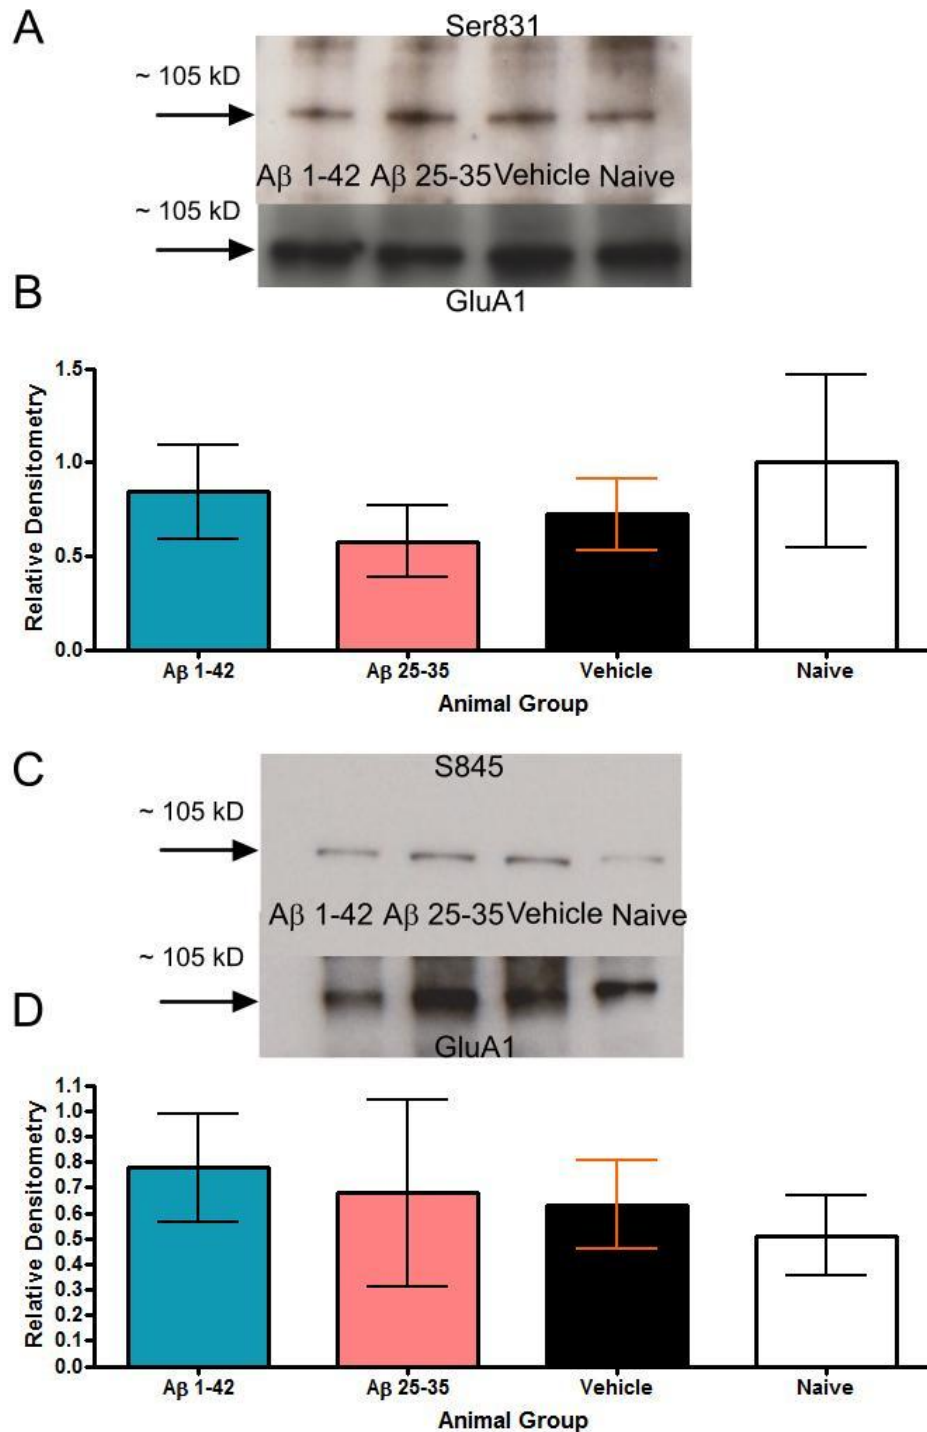 A
Ser831
~ 105 kD
Aβ 1-42 Aβ 25-35 Vehicle Naive
~ 105 kD
GluA1
B
1.5
1.0
0.5
0.0
Relative Densitometry
Aβ 1-42 Aβ 25-35 Vehicle Naive
Animal Group
C
S845
~ 105 kD
Aβ 1-42 Aβ 25-35 Vehicle Naive
~ 105 kD
GluA1
D
1.1
1.0
0.9
0.8
0.7
0.6
0.5
0.4
0.3
0.2
0.1
0.0
Relative Densitometry
Aβ 1-42 Aβ 25-35 Vehicle Naive
Animal Group